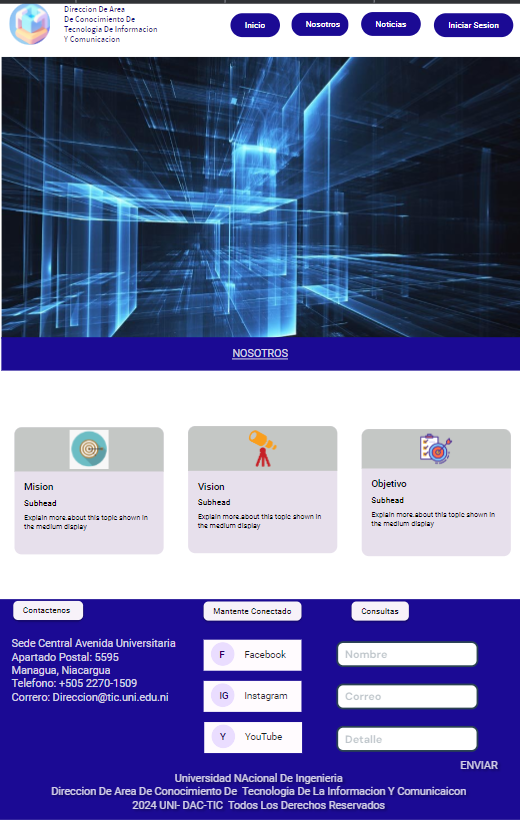 Direccion De Area
De Conocimiento De
Tecnologia De Informacion
Y Comunicacion
Inicio
Nosotros
Noticias
Iniciar Sesion
NOSOTROS
Mision
Subhead
Explain more about this topic shown in
the medium display
Vision
Subhead
Explain more about this topic shown in
the medium display
Objetivo
Subhead
Explain more about this topic shown in
the medium display
Contactenos
Sede Central Avenida Universitaria
Apartado Postal: 5595
Managua, Niacargua
Telefono: +505 2270-1509
Correro: Direccion@tic.uni.edu.ni
Mantente Conectado
F Facebook
IG Instagram
Y YouTube
Consultas
Nombre
Correo
Detalle
ENVIAR
Universidad NAcional De Ingenieria
Direccion De Area De Conocimiento De Tecnologia De La Informacion Y Comunicaicon
2024 UNI- DAC-TIC Todos Los Derechos Reservados